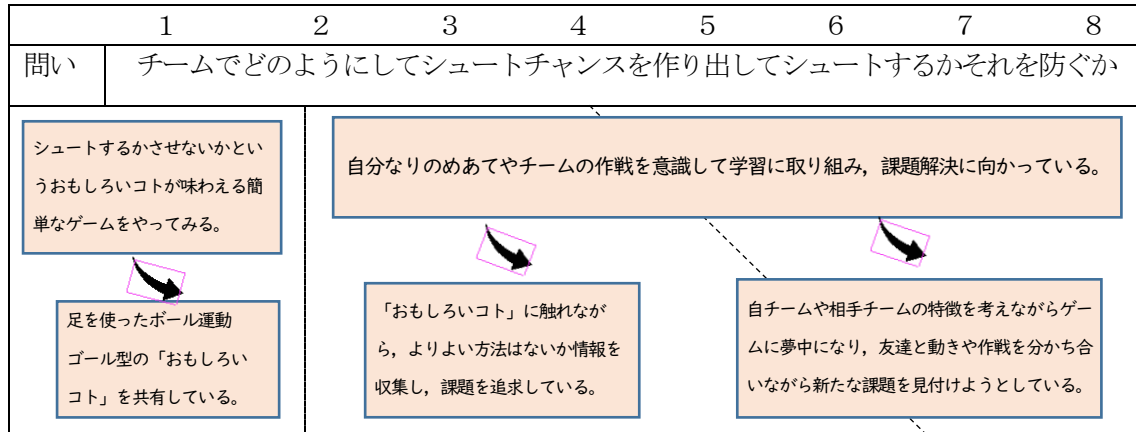 1 2 3 4 5 6 7 8
問い チームでどのようにしてシュートチャンスを作り出してシュートするかそれを防ぐか
シュートするかさせないかとい
うおもしろいコトが味わえる簡
単なゲームをやってみる。
自分なりのめあてやチームの作戦を意識して学習に取り組み，課題解決に向かっている。
足を使ったボール運動
ゴール型の「おもしろい
コト」を共有している。
「おもしろいコト」に触れなが
ら，よりよい方法はないか情報を
収集し，課題を追求している。
自チームや相手チームの特徴を考えながらゲー
ムに夢中になり，友達と動きや作戦を分かち合
いながら新たな課題を見付けようとしている。